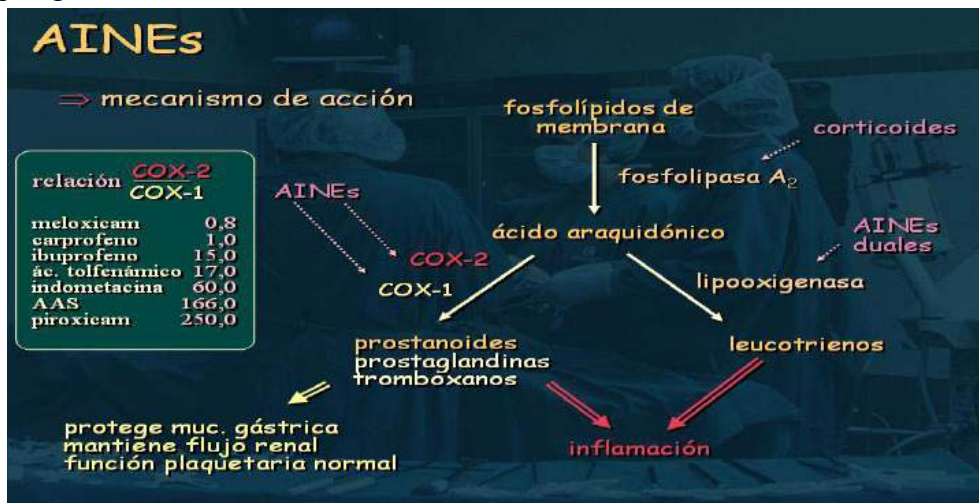 AINEs
⇒ mecanismo de acción
relación COX-2
COX-1
meloxicam 0,8
carprofeno 1,0
ibuprofeno 15,0
ác. tolfenámico 17,0
indometacina 60,0
AAS 166,0
piroxicam 250,0
fosfolípidos de
membrana
corticoides
fosfolipasa A₂
AINEs
ácido araquidónico
AINEs
duales
COX-2
COX-1
lipooxigenasa
prostanoides
prostaglandinas
tromboxanos
leucotrienos
protege muc. gástrica
mantiene flujo renal
función plaquetaria normal
inflamación